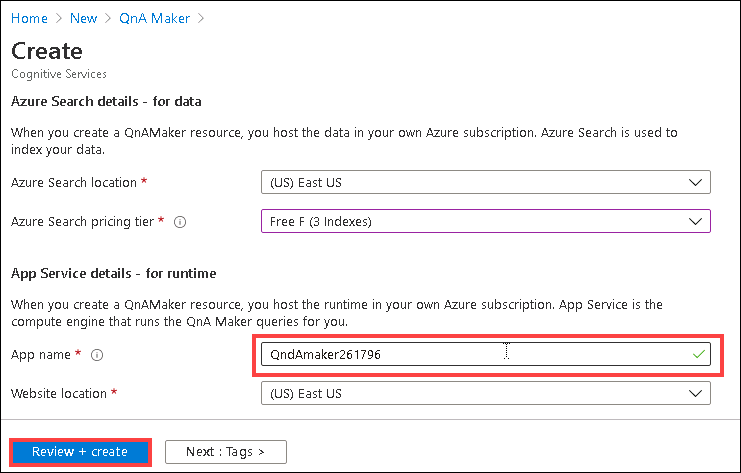 Home > New > QnA Maker >
Create
Cognitive Services
Azure Search details - for data
When you create a QnAMaker resource, you host the data in your own Azure subscription. Azure Search is used to
index your data.
Azure Search location *
(US) East US
Azure Search pricing tier *
Free F (3 Indexes)
App Service details - for runtime
When you create a QnAMaker resource, you host the runtime in your own Azure subscription. App Service is the
compute engine that runs the QnA Maker queries for you.
App name *
QndAmaker261796
Website location *
(US) East US
Review + create
Next : Tags >